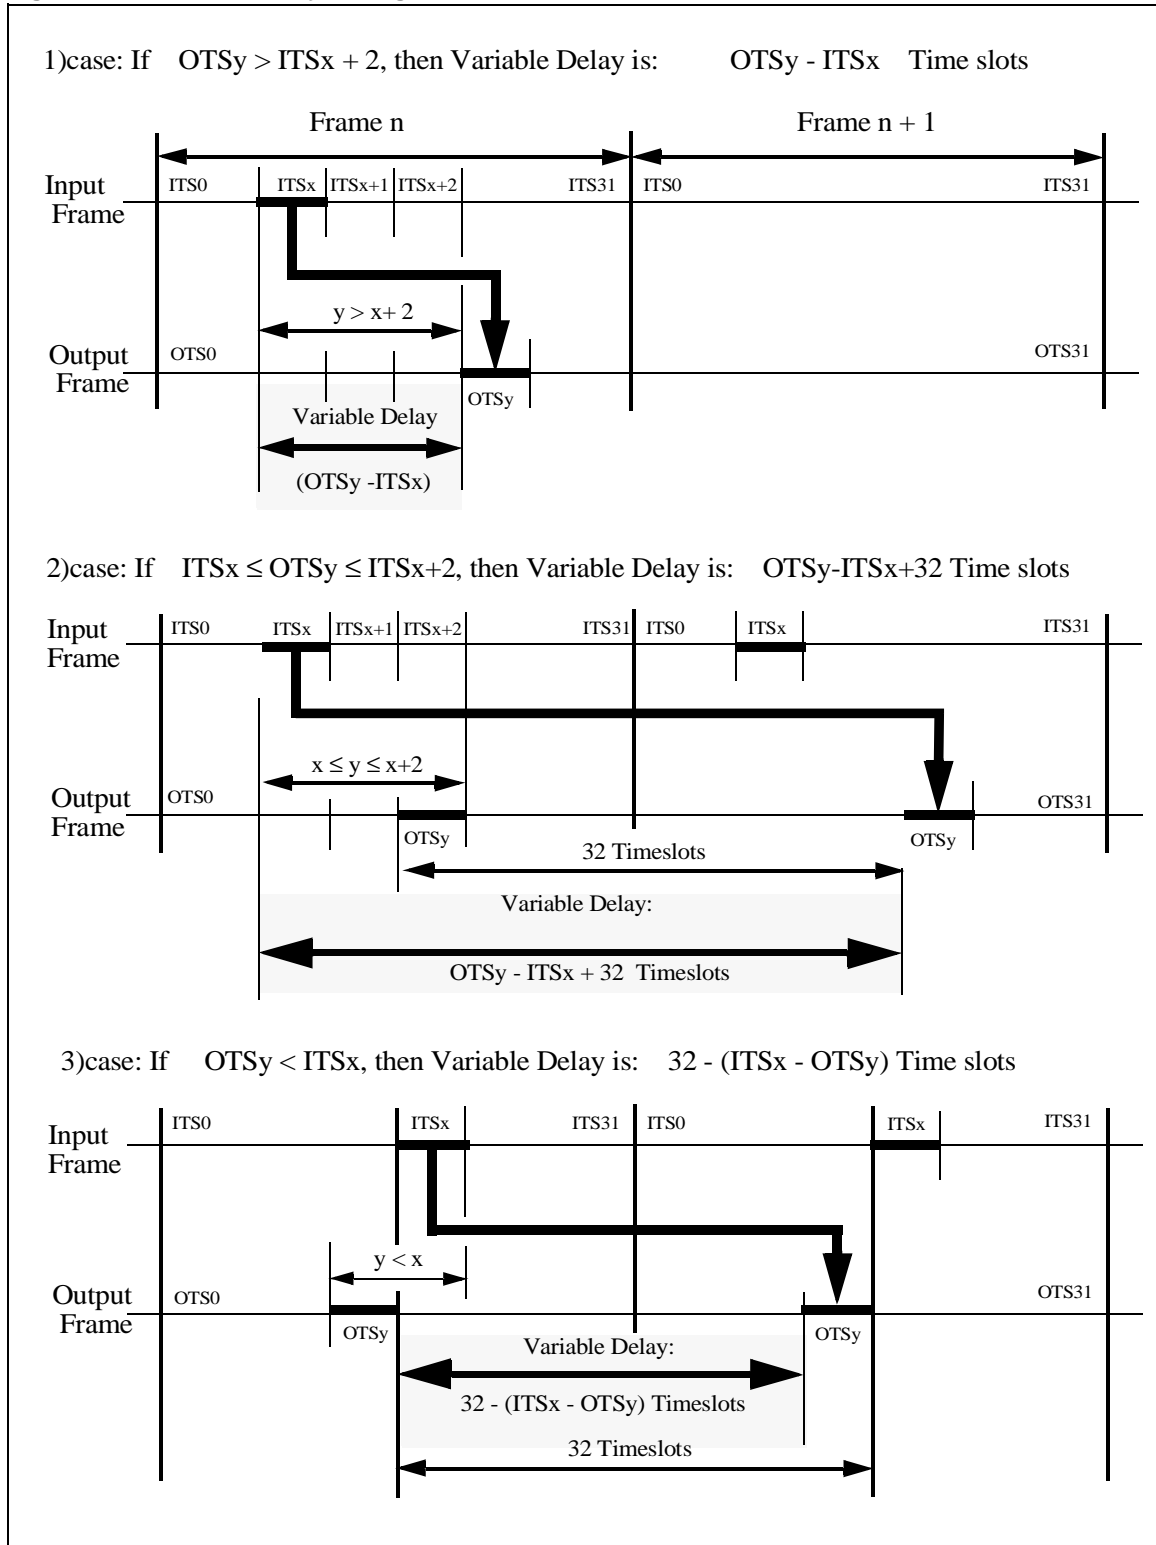 1)case: If OTSy > ITSx + 2, then Variable Delay is: OTSy - ITSx Time slots
Frame n Frame n + 1
Input Frame
ITS0 ITSx ITSx+1 ITSx+2 ITS31 ITS0 ITS31
y > x+ 2
Output Frame
OTS0 OTS31
OTSy
Variable Delay
(OTSy -ITSx)
2)case: If ITSx ≤ OTSy ≤ ITSx+2, then Variable Delay is: OTSy-ITSx+32 Time slots
Input Frame
ITS0 ITSx ITSx+1 ITSx+2 ITS31 ITS0 ITSx ITS31
x ≤ y ≤ x+2
Output Frame
OTS0 OTS31
OTSy OTSy
32 Timeslots
Variable Delay:
OTSy - ITSx + 32 Timeslots
3)case: If OTSy < ITSx, then Variable Delay is: 32 - (ITSx - OTSy) Time slots
Input Frame
ITS0 ITSx ITS31 ITS0 ITSx ITS31
y < x
Output Frame
OTS0 OTS31
OTSy OTSy
Variable Delay:
32 - (ITSx - OTSy) Timeslots
32 Timeslots